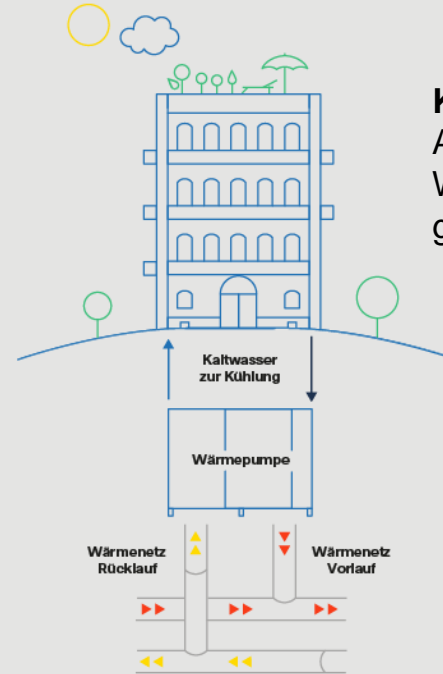 K
A
W
g
Kaltwasser
zur Kühlung
Wärmepumpe
Wärmenetz
Rücklauf
Wärmenetz
Vorlauf